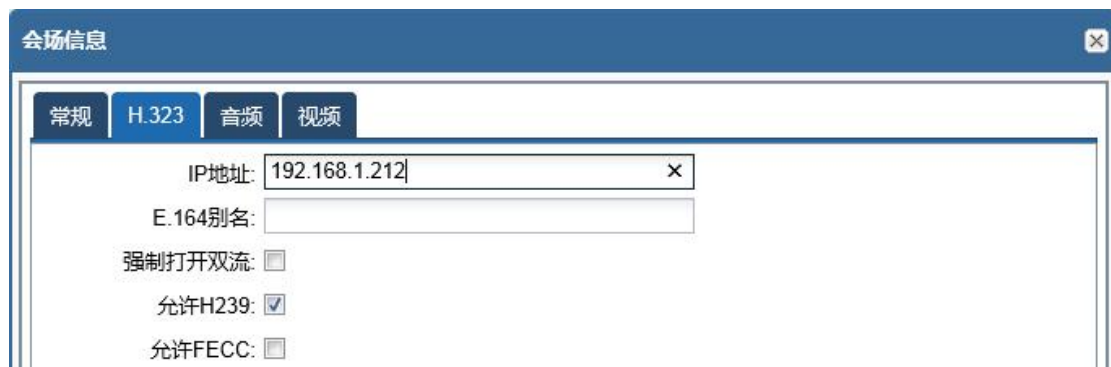 会场信息
常规 H.323 音频 视频
IP地址: 192.168.1.212
E.164别名:
强制打开双流:
允许H239:
允许FECC: